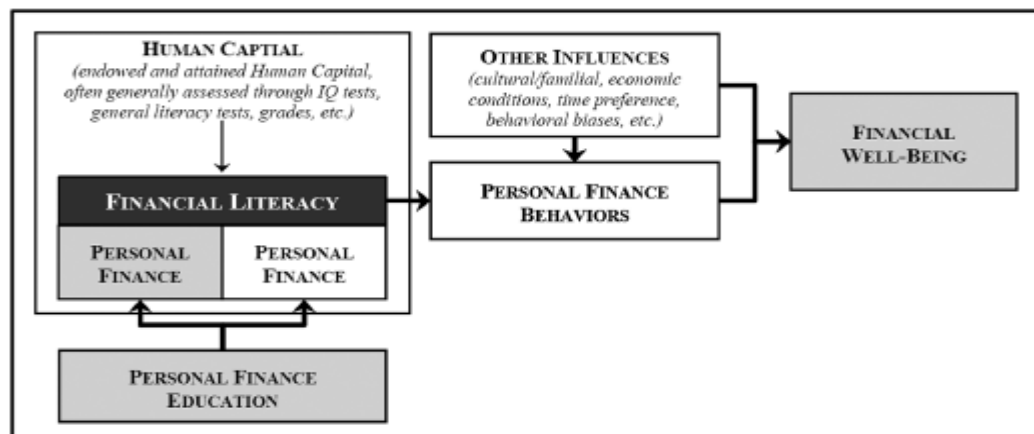 HUMAN CAPTIAL
(endowed and attained Human Capital,
often generally assessed through IQ tests,
general literacy tests, grades, etc.)
FINANCIAL LITERACY
PERSONAL
FINANCE
PERSONAL
FINANCE
PERSONAL FINANCE
EDUCATION
OTHER INFLUENCES
(cultural/familial, economic
conditions, time preference,
behavioral biases, etc.)
PERSONAL FINANCE
BEHAVIORS
FINANCIAL
WELL-BEING